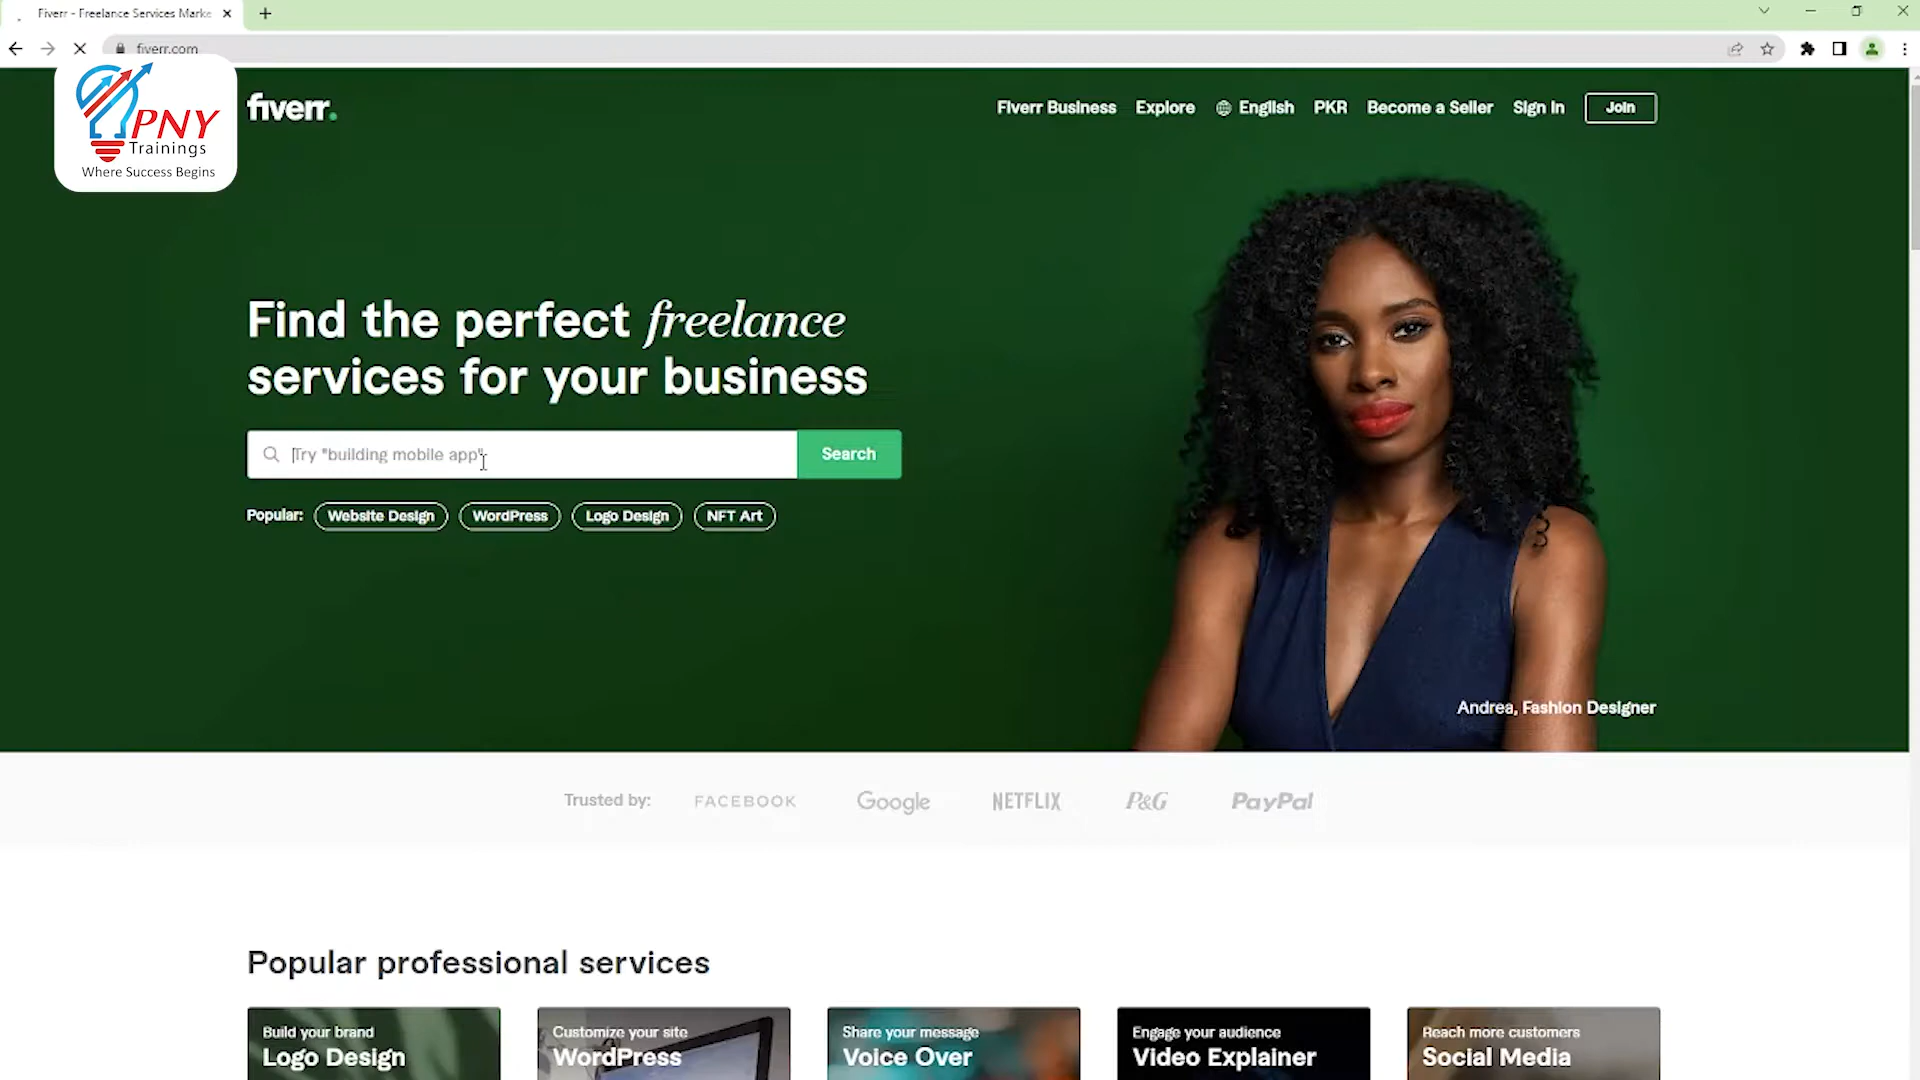 Fiverr - Freelance Services Marke
fiverr.com
PNY
Trainings
Where Success Begins
fiverr.
Fiverr Business
Explore
English
PKR
Become a Seller
Sign In
Join
Find the perfect freelance
services for your business
Try "building mobile app"
Search
Popular:
Website Design
WordPress
Logo Design
NFT Art
Andrea, Fashion Designer
Trusted by:
FACEBOOK
Google
NETFLIX
P&G
PayPal
Popular professional services
Build your brand
Logo Design
Customize your site
WordPress
Share your message
Voice Over
Engage your audience
Video Explainer
Reach more customers
Social Media